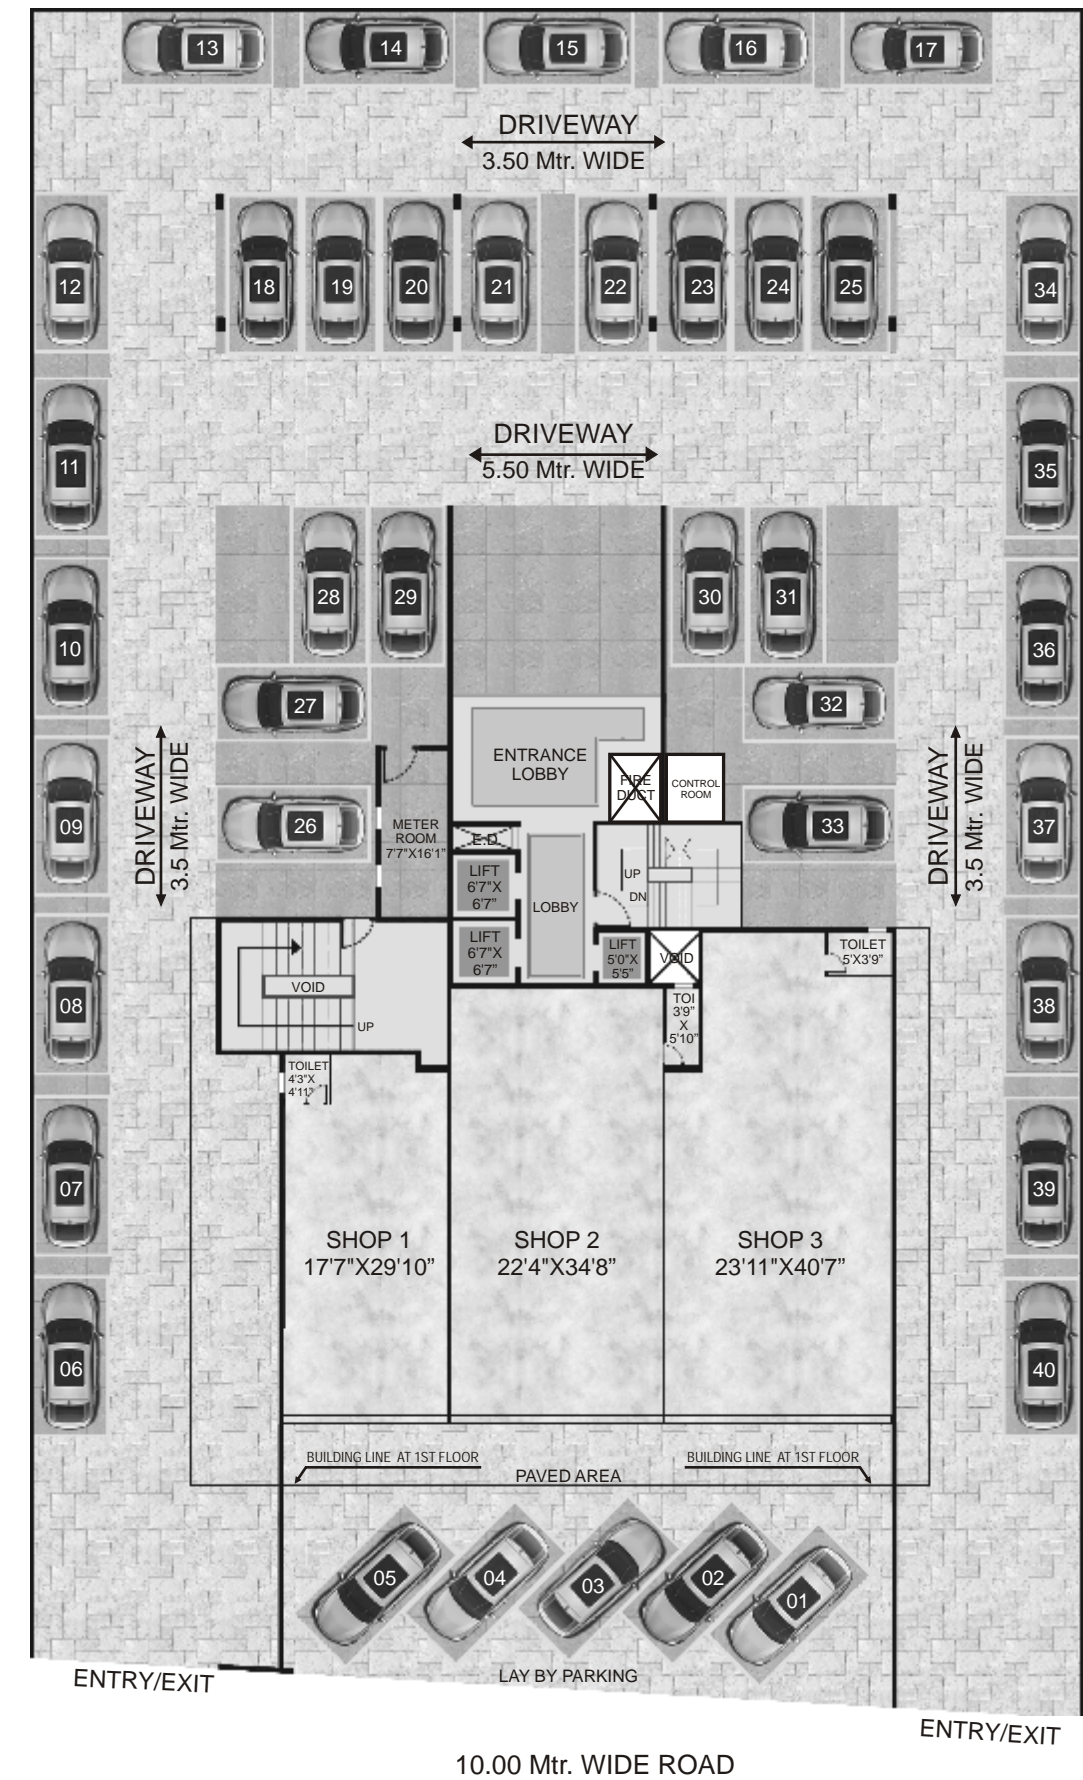 13 14 15 16 17
DRIVEWAY
3.50 Mtr. WIDE
12 18 19 20 21 22 23 24 25 34
DRIVEWAY
5.50 Mtr. WIDE
11 35
28 29 30 31
10 36
27 32
ENTRANCE
LOBBY
FIRE
DUCT
CONTROL
ROOM
DRIVEWAY
3.5 Mtr. WIDE
DRIVEWAY
3.5 Mtr. WIDE
09 26 33 37
METER
ROOM
7'7"X16'1"
E.D
LIFT
6'7"X
6'7"
LOBBY
UP
DN
LIFT
6'7"X
6'7"
LIFT
5'0"X
5'5"
VOID
TOILET
5'X3'9"
08 38
VOID
UP
TOI
3'9"
X
5'10"
TOILET
4'3"X
4'11"
07 39
SHOP 1
17'7"X29'10"
SHOP 2
22'4"X34'8"
SHOP 3
23'11"X40'7"
06 40
BUILDING LINE AT 1ST FLOOR
BUILDING LINE AT 1ST FLOOR
PAVED AREA
05 04 03 02 01
LAY BY PARKING
ENTRY/EXIT
ENTRY/EXIT
10.00 Mtr. WIDE ROAD